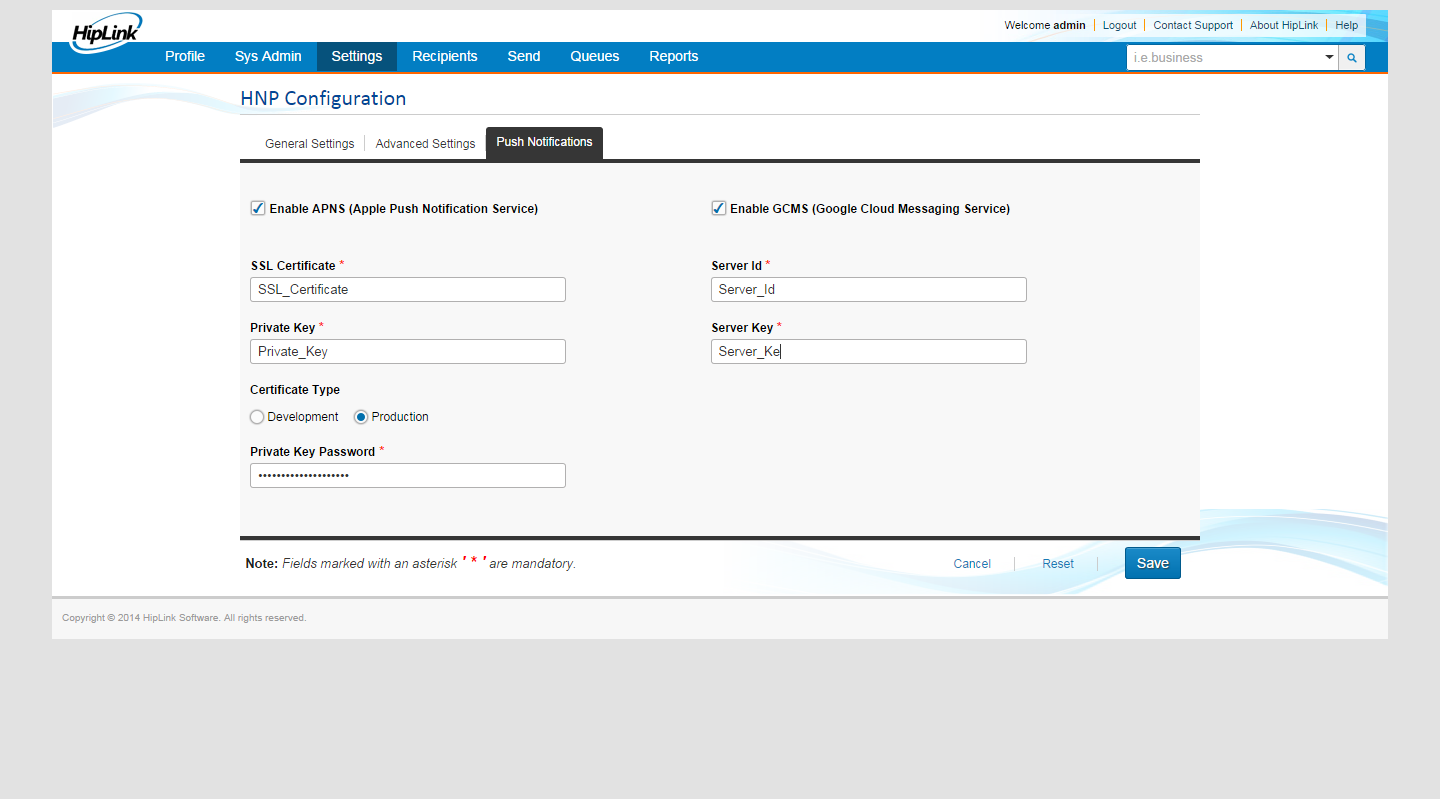 HipLink
Welcome admin Logout Contact Support About HipLink Help
Profile Sys Admin Settings Recipients Send Queues Reports i.e.business
HNP Configuration
General Settings Advanced Settings Push Notifications
Enable APNS (Apple Push Notification Service) Enable GCMS (Google Cloud Messaging Service)
SSL Certificate * Server Id *
SSL_Certificate Server_Id
Private Key * Server Key *
Private_Key Server_Ke
Certificate Type
Development Production
Private Key Password *
•••••••••••••••••••
Note: Fields marked with an asterisk ' * ' are mandatory. Cancel Reset Save
Copyright © 2014 HipLink Software. All rights reserved.